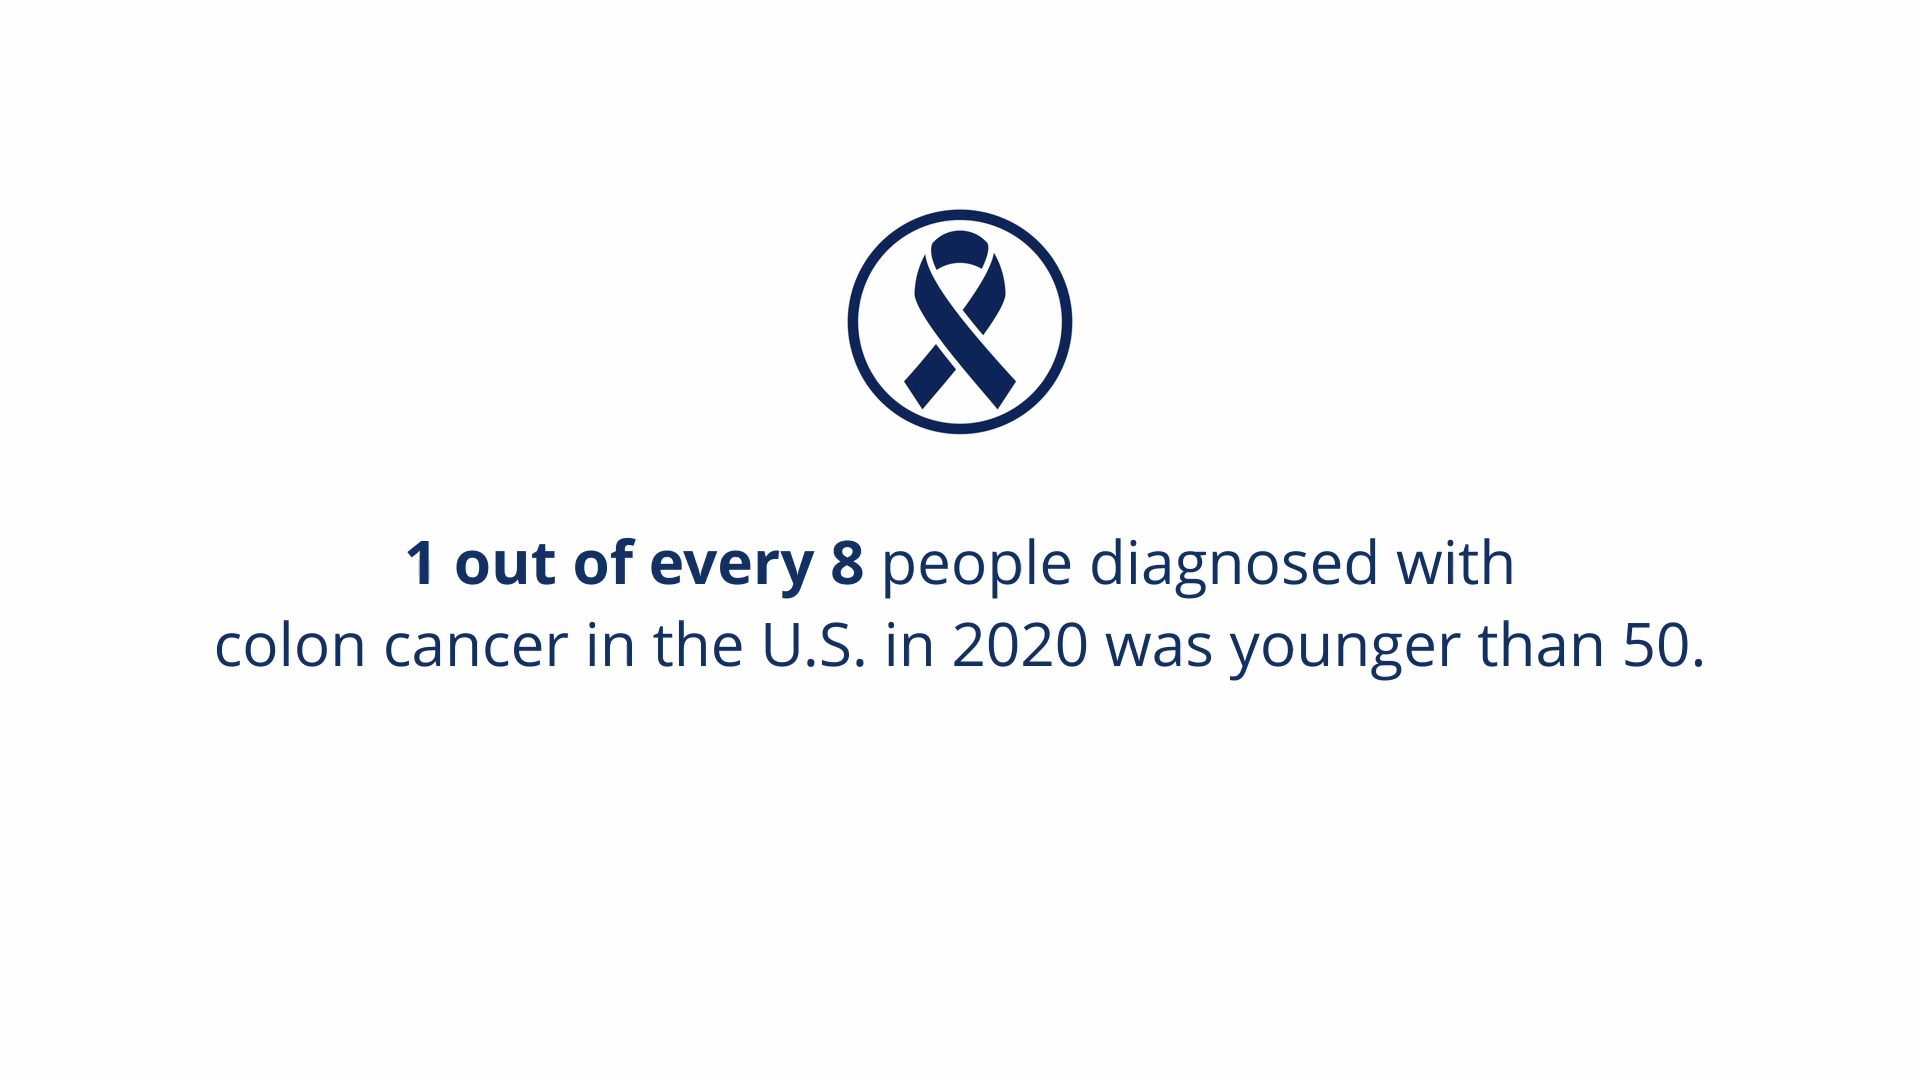 1 out of every 8 people diagnosed with
colon cancer in the U.S. in 2020 was younger than 50.